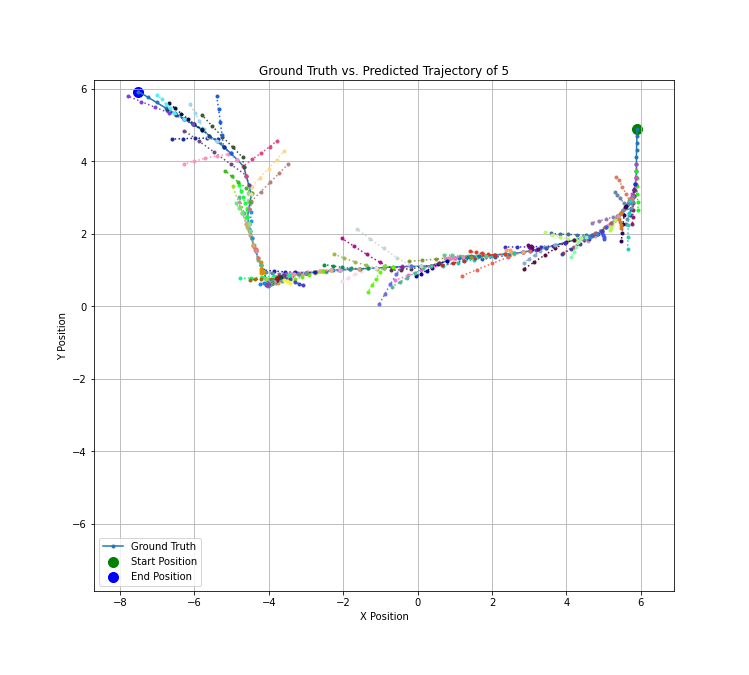 Ground Truth vs. Predicted Trajectory of 5
6
4
2
0
−2
−4
−6
Y Position
Ground Truth
Start Position
End Position
−8 −6 −4 −2 0 2 4 6
X Position